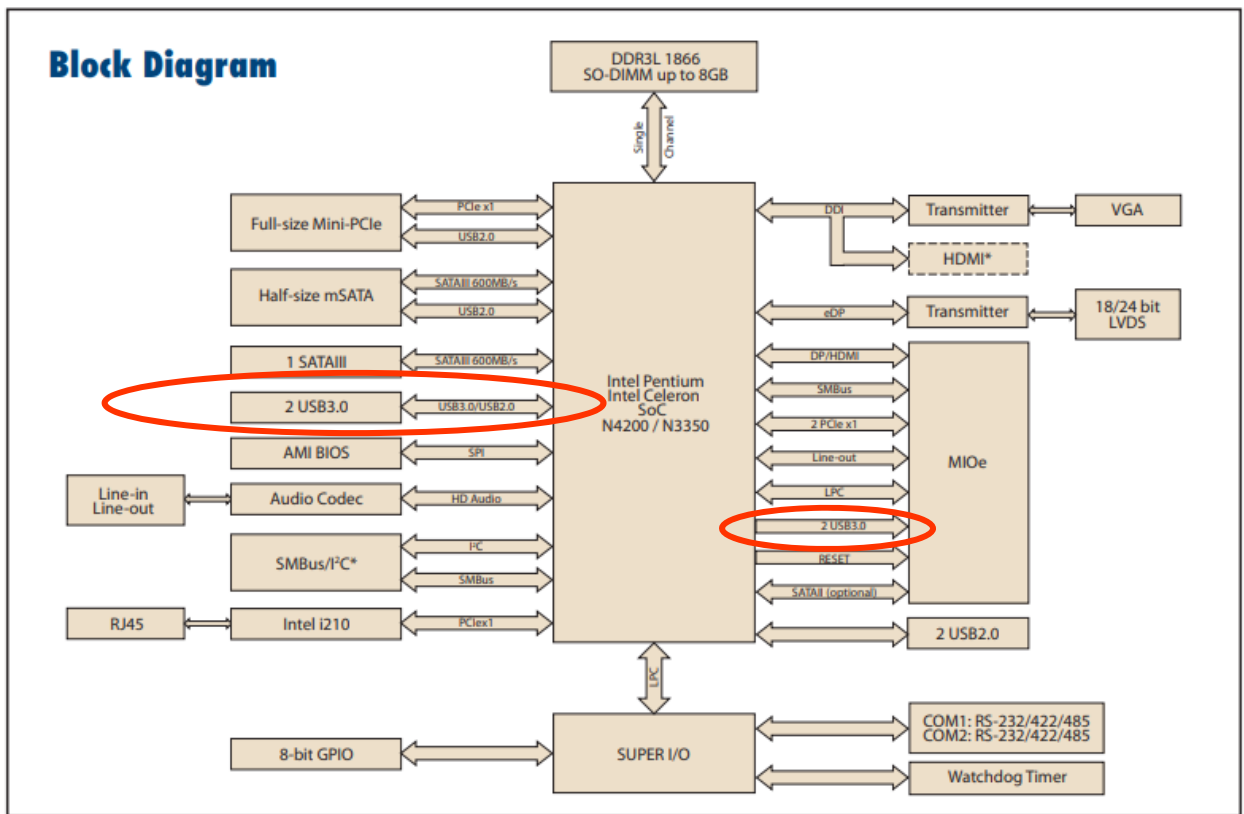 Block Diagram
DDR3L 1866
SO-DIMM up to 8GB
Single
Channel
Full-size Mini-PCIe
PCIe x1
USB2.0
Half-size mSATA
SATAIII 600MB/s
USB2.0
1 SATAIII
SATAIII 600MB/s
2 USB3.0
USB3.0/USB2.0
AMI BIOS
SPI
Line-in
Line-out
Audio Codec
HD Audio
SMBus/I²C*
I²C
SMBus
RJ45
Intel i210
PCIex1
Intel Pentium
Intel Celeron
SoC
N4200 / N3350
DDI
Transmitter
VGA
HDMI*
eDP
Transmitter
18/24 bit
LVDS
DP/HDMI
SMBus
2 PCIe x1
Line-out
LPC
2 USB3.0
RESET
SATAII (optional)
MIOe
2 USB2.0
LPC
8-bit GPIO
SUPER I/O
COM1: RS-232/422/485
COM2: RS-232/422/485
Watchdog Timer